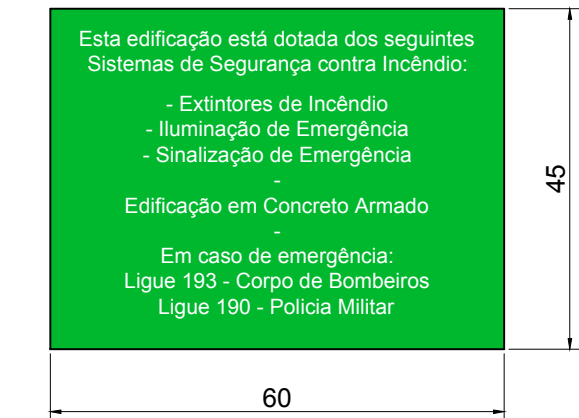 Esta edificação está dotada dos seguintes
Sistemas de Segurança contra Incêndio:
- Extintores de Incêndio
- Iluminação de Emergência
- Sinalização de Emergência
-
Edificação em Concreto Armado
-
Em caso de emergência:
Ligue 193 - Corpo de Bombeiros
Ligue 190 - Policia Militar
45
60